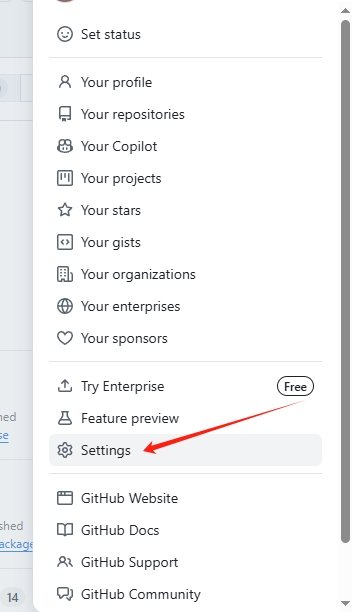 Set status
Your profile
Your repositories
Your Copilot
Your projects
Your stars
Your gists
Your organizations
Your enterprises
Your sponsors
Try Enterprise Free
Feature preview
hed
se
Settings
GitHub Website
shed
GitHub Docs
ackage
GitHub Support
14
GitHub Community